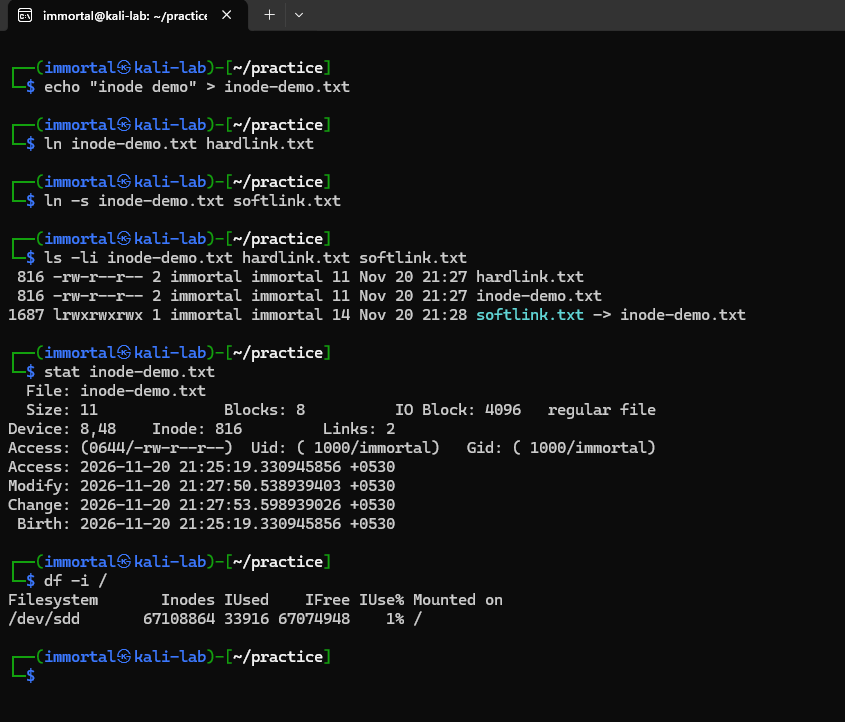 immortal@kali-lab: ~/practice
┌──(immortal㉿kali-lab)-[~/practice]
└─$ echo "inode demo" > inode-demo.txt
┌──(immortal㉿kali-lab)-[~/practice]
└─$ ln inode-demo.txt hardlink.txt
┌──(immortal㉿kali-lab)-[~/practice]
└─$ ln -s inode-demo.txt softlink.txt
┌──(immortal㉿kali-lab)-[~/practice]
└─$ ls -li inode-demo.txt hardlink.txt softlink.txt
 816 -rw-r--r-- 2 immortal immortal 11 Nov 20 21:27 hardlink.txt
 816 -rw-r--r-- 2 immortal immortal 11 Nov 20 21:27 inode-demo.txt
1687 lrwxrwxrwx 1 immortal immortal 14 Nov 20 21:28 softlink.txt -> inode-demo.txt
┌──(immortal㉿kali-lab)-[~/practice]
└─$ stat inode-demo.txt
  File: inode-demo.txt
  Size: 11              Blocks: 8          IO Block: 4096   regular file
Device: 8,48    Inode: 816         Links: 2
Access: (0644/-rw-r--r--)  Uid: ( 1000/immortal)   Gid: ( 1000/immortal)
Access: 2026-11-20 21:25:19.330945856 +0530
Modify: 2026-11-20 21:27:50.538939403 +0530
Change: 2026-11-20 21:27:53.598939026 +0530
 Birth: 2026-11-20 21:25:19.330945856 +0530
┌──(immortal㉿kali-lab)-[~/practice]
└─$ df -i /
Filesystem       Inodes IUsed    IFree IUse% Mounted on
/dev/sdd       67108864 33916 67074948    1% /
┌──(immortal㉿kali-lab)-[~/practice]
└─$